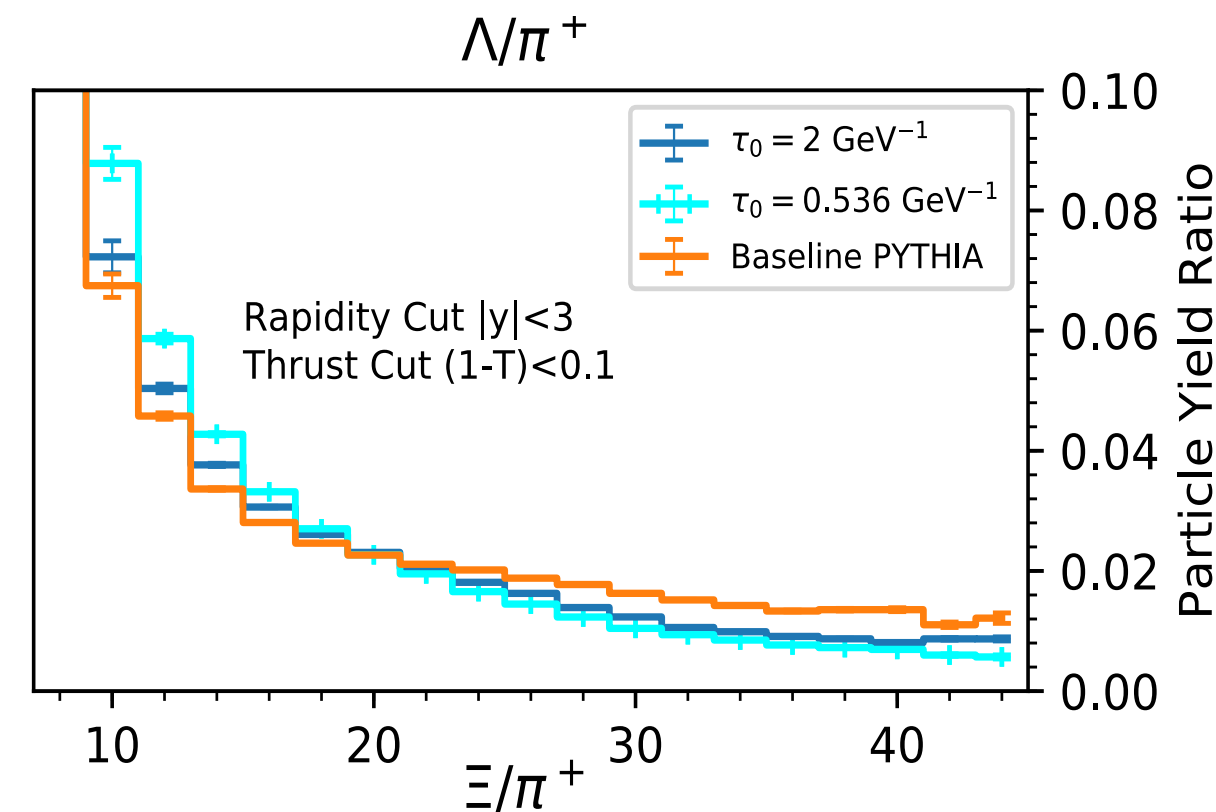 Λ/π⁺
τ₀ = 2 GeV⁻¹
τ₀ = 0.536 GeV⁻¹
Baseline PYTHIA
Rapidity Cut |y|<3
Thrust Cut (1-T)<0.1
0.10
0.08
0.06
0.04
0.02
0.00
Particle Yield Ratio
10 20 30 40
Ξ/π⁺